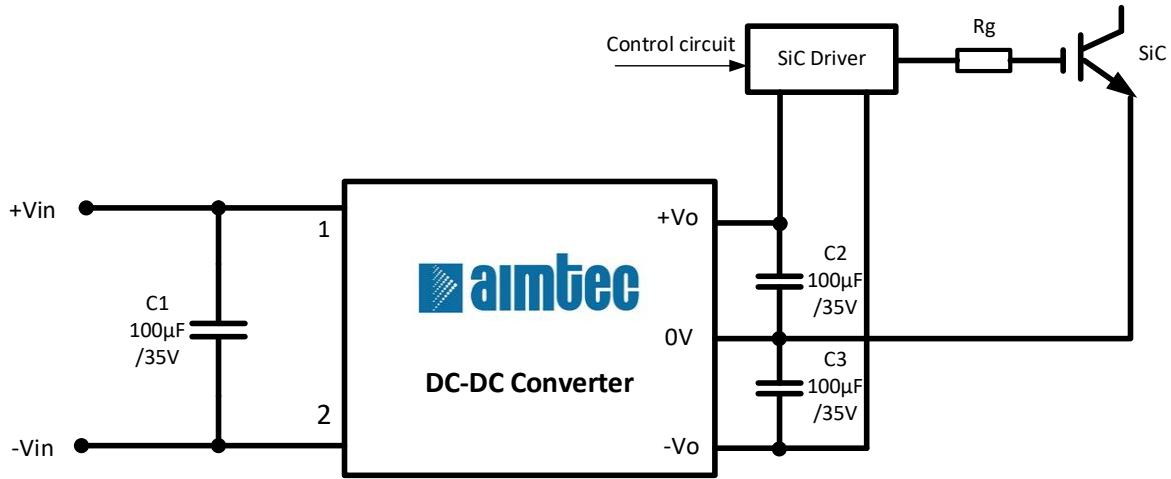 Rg
Control circuit
SiC Driver
SiC
+Vin
1
+Vo
aimtec
C2
100µF
/35V
C1
100µF
/35V
0V
DC-DC Converter
C3
100µF
/35V
2
-Vin
-Vo